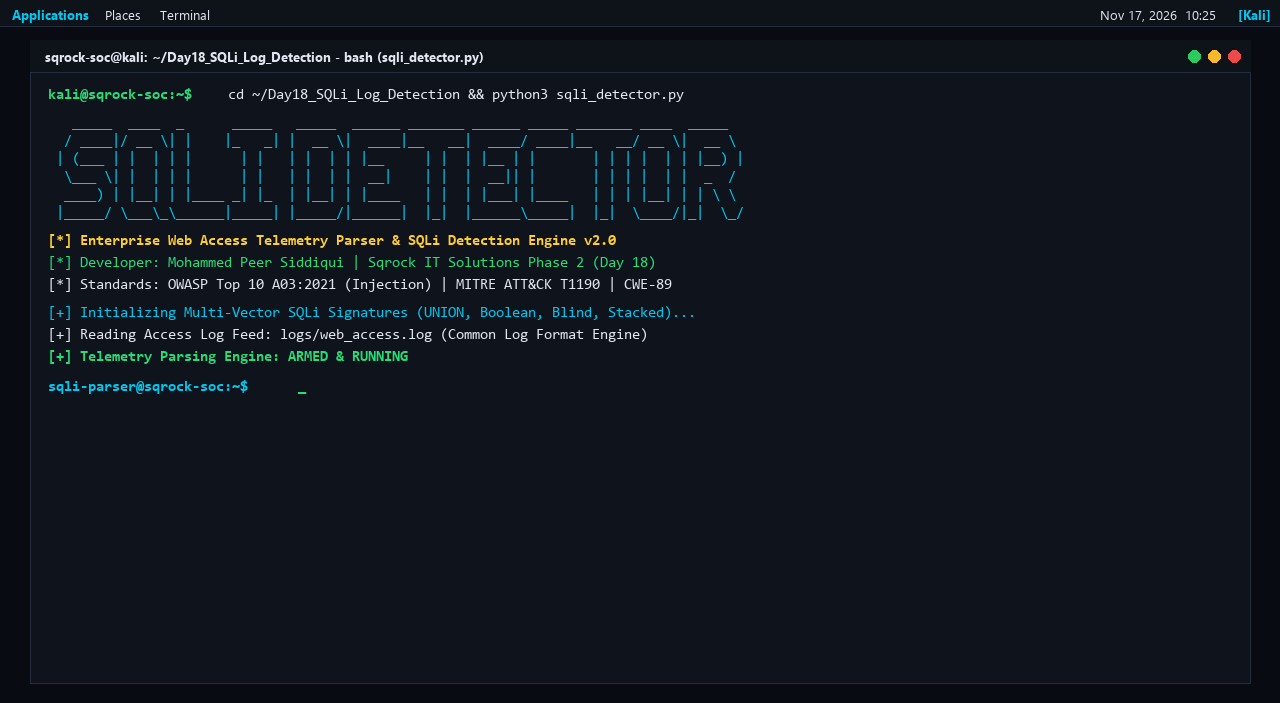 Applications Places Terminal Nov 17, 2026 10:25 [Kali]
sqrock-soc@kali: ~/Day18_SQLi_Log_Detection - bash (sqli_detector.py)
kali@sqrock-soc:~$ cd ~/Day18_SQLi_Log_Detection && python3 sqli_detector.py
SQLIDETECTOR
[*] Enterprise Web Access Telemetry Parser & SQLi Detection Engine v2.0
[*] Developer: Mohammed Peer Siddiqui | Sqrock IT Solutions Phase 2 (Day 18)
[*] Standards: OWASP Top 10 A03:2021 (Injection) | MITRE ATT&CK T1190 | CWE-89
[+] Initializing Multi-Vector SQLi Signatures (UNION, Boolean, Blind, Stacked)...
[+] Reading Access Log Feed: logs/web_access.log (Common Log Format Engine)
[+] Telemetry Parsing Engine: ARMED & RUNNING
sqli-parser@sqrock-soc:~$ _